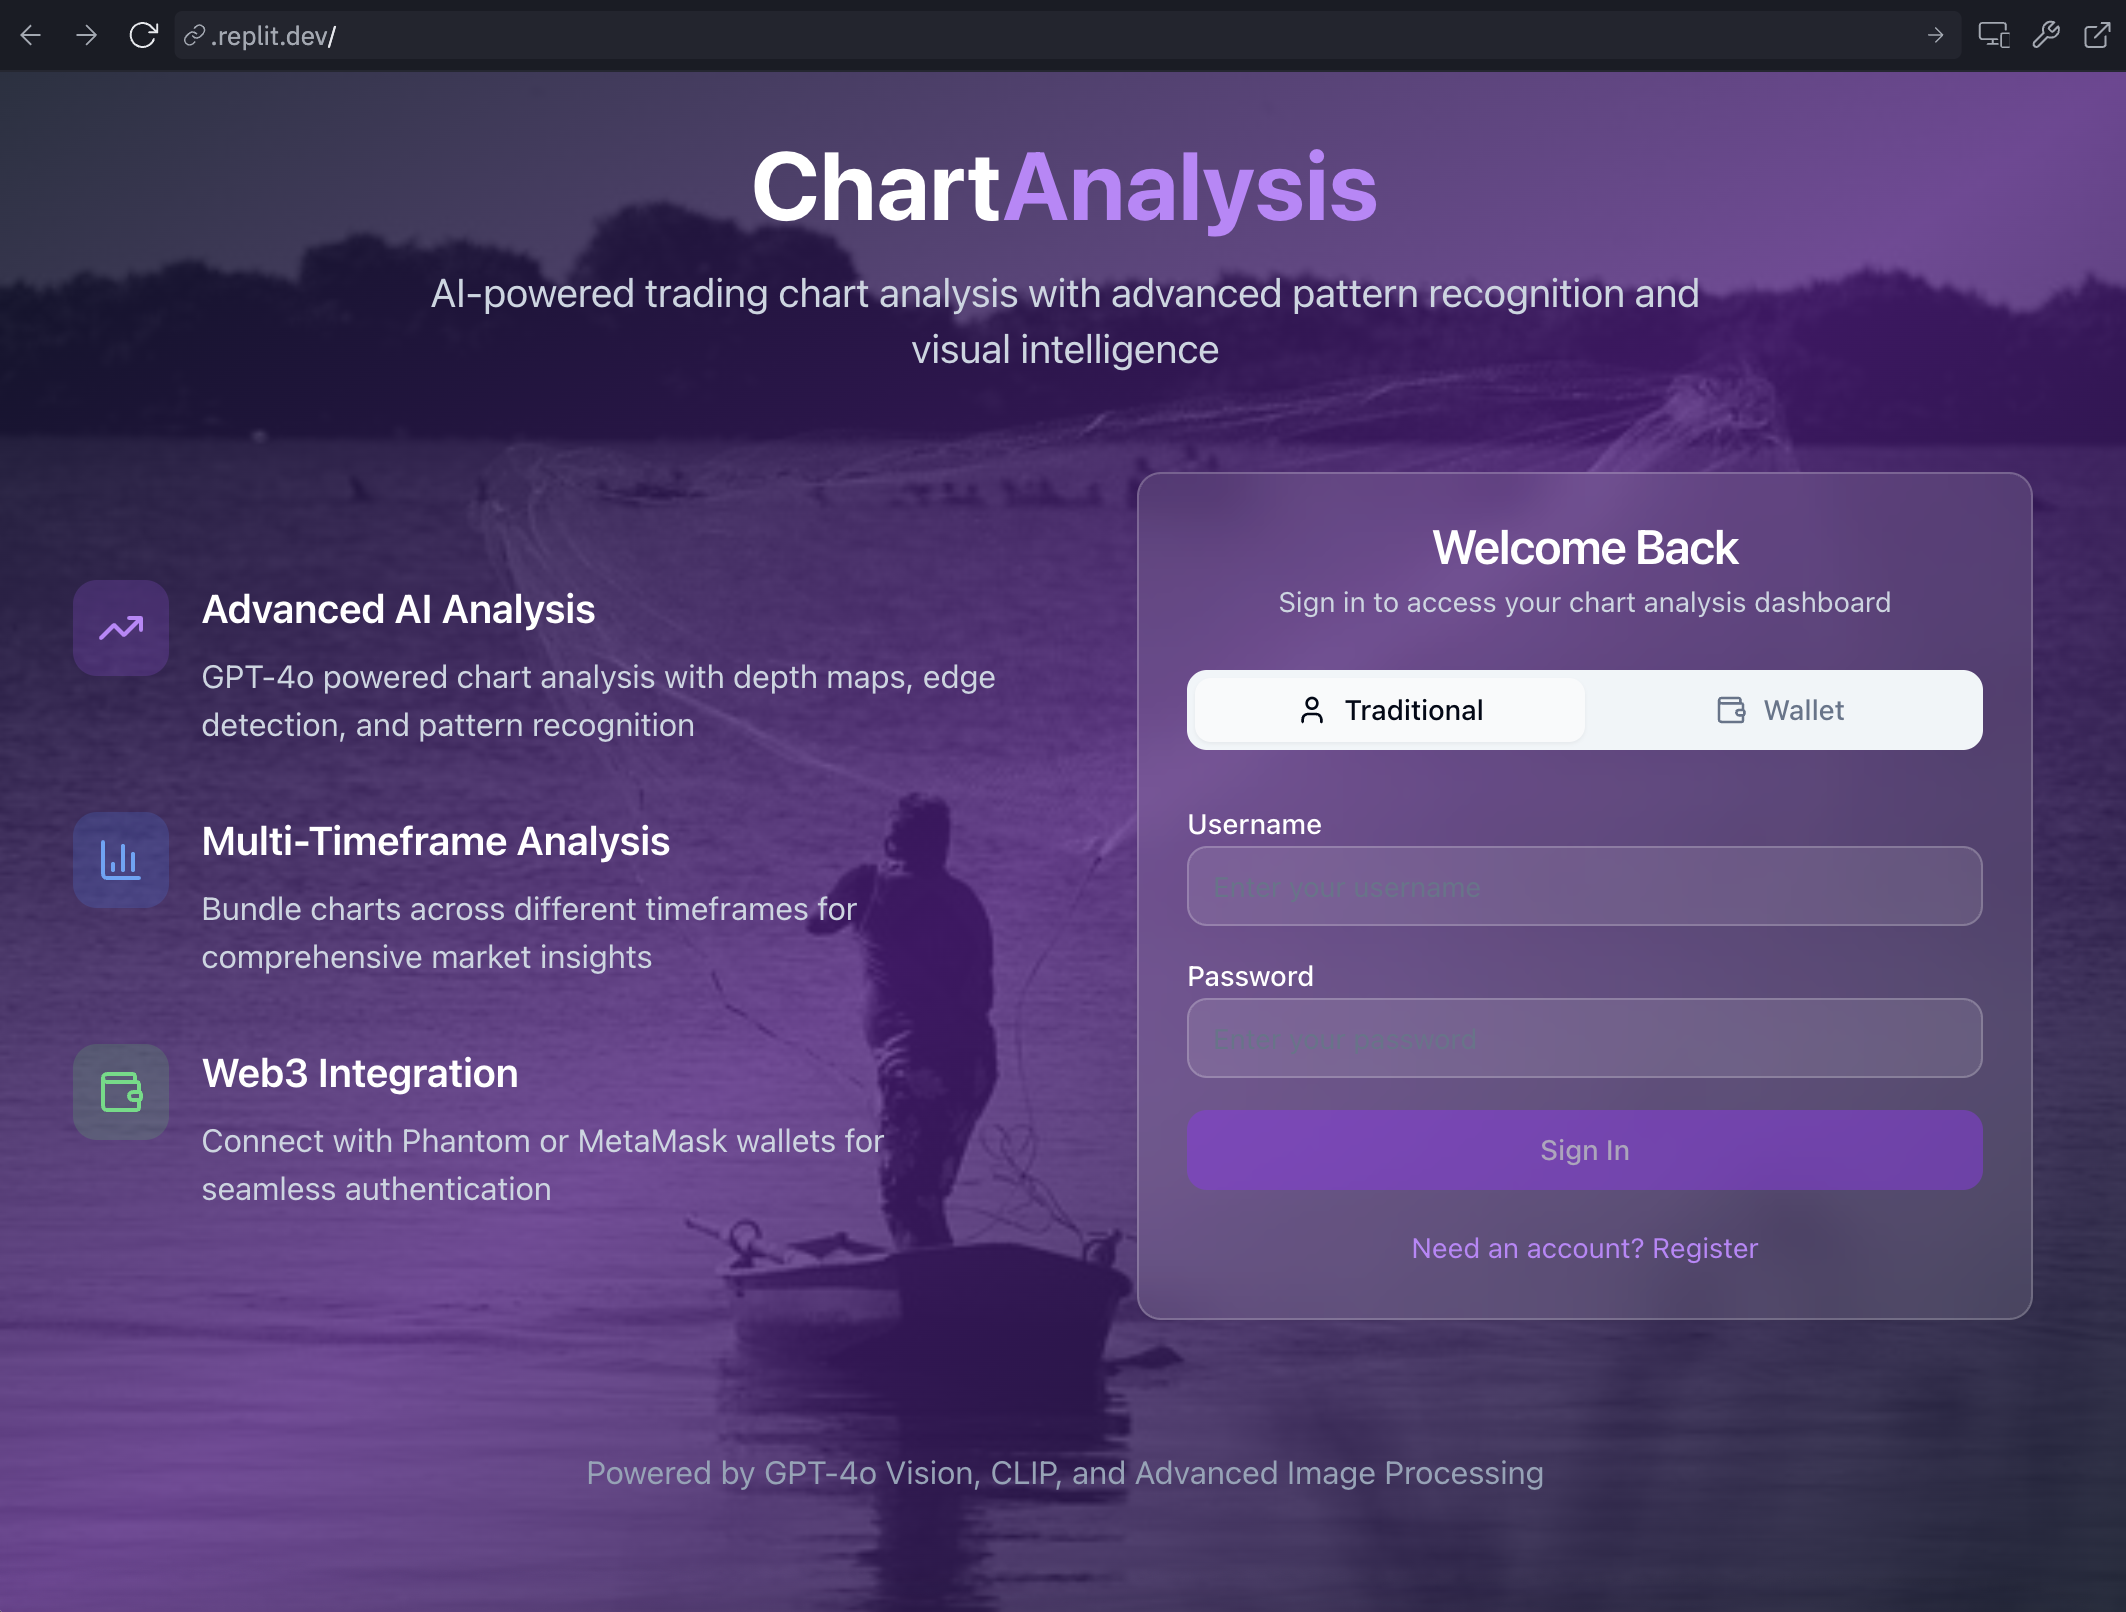 .replit.dev/
ChartAnalysis
AI-powered trading chart analysis with advanced pattern recognition and
visual intelligence
Advanced AI Analysis
GPT-4o powered chart analysis with depth maps, edge
detection, and pattern recognition
Multi-Timeframe Analysis
Bundle charts across different timeframes for
comprehensive market insights
Web3 Integration
Connect with Phantom or MetaMask wallets for
seamless authentication
Welcome Back
Sign in to access your chart analysis dashboard
Traditional
Wallet
Username
Enter your username
Password
Enter your password
Sign In
Need an account? Register
Powered by GPT-4o Vision, CLIP, and Advanced Image Processing